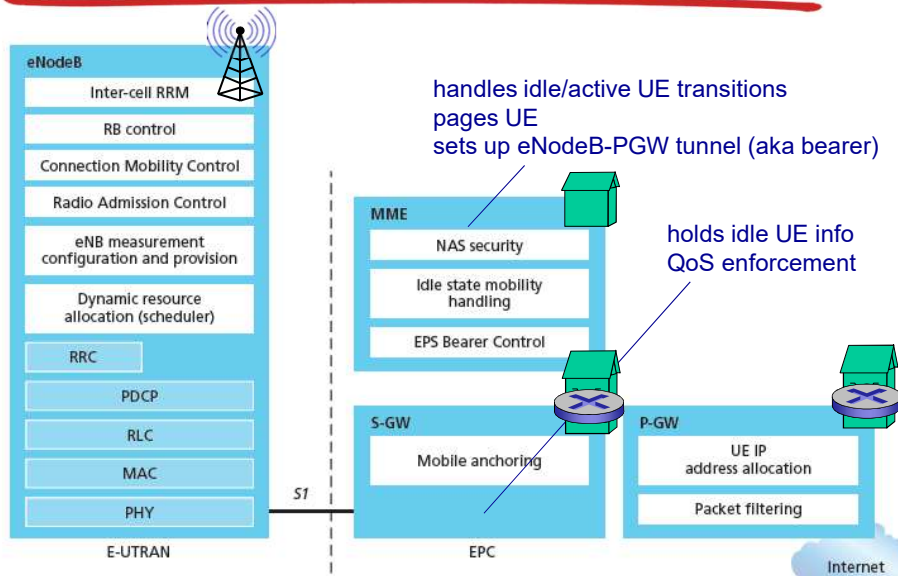 eNodeB
Inter-cell RRM
RB control
Connection Mobility Control
Radio Admission Control
eNB measurement
configuration and provision
Dynamic resource
allocation (scheduler)
RRC
PDCP
RLC
MAC
PHY
E-UTRAN
S1
handles idle/active UE transitions
pages UE
sets up eNodeB-PGW tunnel (aka bearer)
MME
NAS security
Idle state mobility
handling
EPS Bearer Control
holds idle UE info
QoS enforcement
S-GW
Mobile anchoring
EPC
P-GW
UE IP
address allocation
Packet filtering
Internet